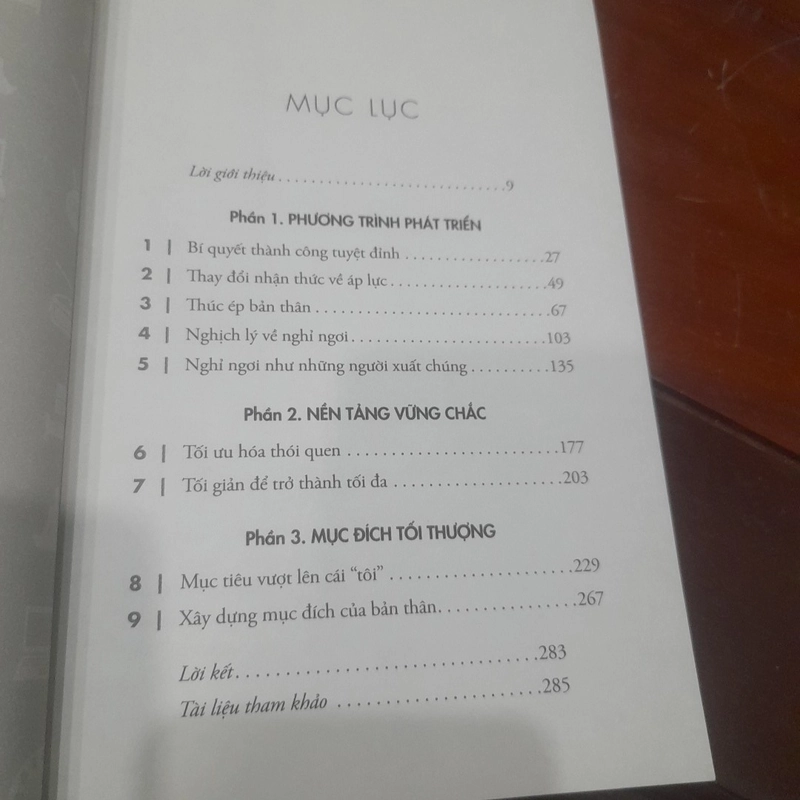 MỤC LỤC
Lời giới thiệu.............................9
Phần 1. PHƯƠNG TRÌNH PHÁT TRIỂN
1 | Bí quyết thành công tuyệt đỉnh...................27
2 | Thay đổi nhận thức về áp lực.....................49
3 | Thúc ép bản thân................................67
4 | Nghịch lý về nghỉ ngơi..........................103
5 | Nghỉ ngơi như những người xuất chúng..........135
Phần 2. NỀN TẢNG VỮNG CHẮC
6 | Tối ưu hóa thói quen...........................177
7 | Tối giản để trở thành tối đa.....................203
Phần 3. MỤC ĐÍCH TỐI THƯỢNG
8 | Mục tiêu vượt lên cái “tôi”......................229
9 | Xây dựng mục đích của bản thân................267
Lời kết...................................283
Tài liệu tham khảo.......................285